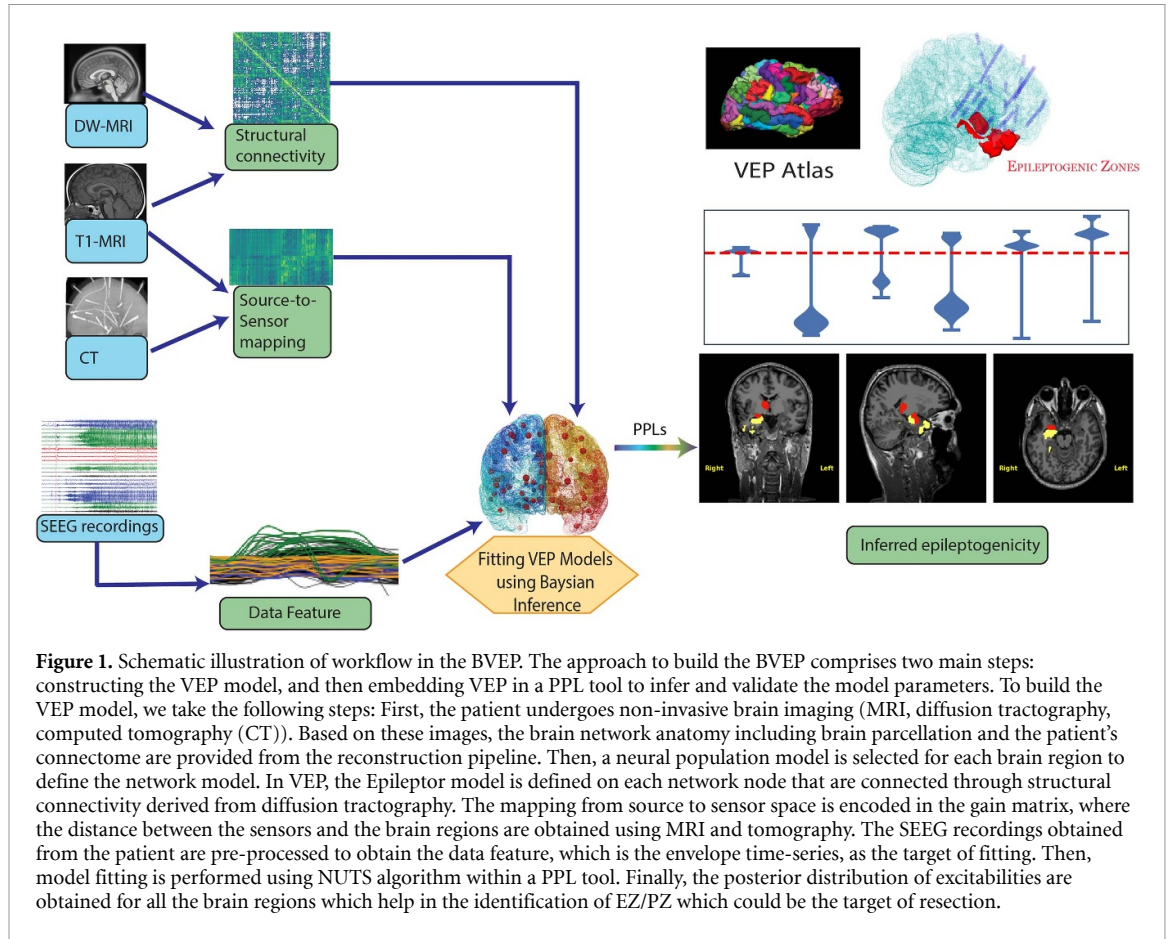 DW-MRI
Structural
connectivity
T1-MRI
Source-to-
Sensor
mapping
CT
SEEG recordings
Data Feature
Fitting VEP Models
using Baysian
Inference
PPLs
VEP Atlas
EPILEPTOGENIC ZONES
Right
Left
Right
Left
Inferred epileptogenicity
Figure 1. Schematic illustration of workflow in the BVEP. The approach to build the BVEP comprises two main steps:
constructing the VEP model, and then embedding VEP in a PPL tool to infer and validate the model parameters. To build the
VEP model, we take the following steps: First, the patient undergoes non-invasive brain imaging (MRI, diffusion tractography,
computed tomography (CT)). Based on these images, the brain network anatomy including brain parcellation and the patient's
connectome are provided from the reconstruction pipeline. Then, a neural population model is selected for each brain region to
define the network model. In VEP, the Epileptor model is defined on each network node that are connected through structural
connectivity derived from diffusion tractography. The mapping from source to sensor space is encoded in the gain matrix, where
the distance between the sensors and the brain regions are obtained using MRI and tomography. The SEEG recordings obtained
from the patient are pre-processed to obtain the data feature, which is the envelope time-series, as the target of fitting. Then,
model fitting is performed using NUTS algorithm within a PPL tool. Finally, the posterior distribution of excitabilities are
obtained for all the brain regions which help in the identification of EZ/PZ which could be the target of resection.